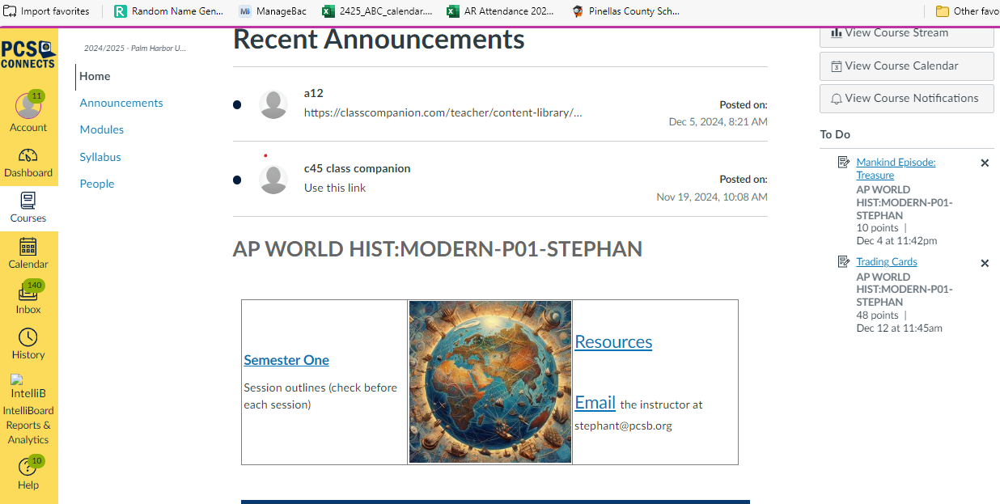 Import favorites
Random Name Gen...
ManageBac
2425_ABC_calendar....
AR Attendance 202...
Pinellas County Sch...
Other favo
PCS
CONNECTS
11
Account
Dashboard
Courses
Calendar
140
Inbox
History
IntelliB
IntelliBoard
Reports &
Analytics
10
Help
2024/2025 - Palm Harbor U...
Home
Announcements
Modules
Syllabus
People
Recent Announcements
a12
https://classcompanion.com/teacher/content-library/...
Posted on:
Dec 5, 2024, 8:21 AM
c45 class companion
Use this link
Posted on:
Nov 19, 2024, 10:08 AM
AP WORLD HIST:MODERN-P01-STEPHAN
Semester One
Session outlines (check before
each session)
Resources
Email the instructor at
stephant@pcsb.org
View Course Stream
View Course Calendar
View Course Notifications
To Do
Mankind Episode:
Treasure
AP WORLD
HIST:MODERN-P01-
STEPHAN
10 points |
Dec 4 at 11:42pm
Trading Cards
AP WORLD
HIST:MODERN-P01-
STEPHAN
48 points |
Dec 12 at 11:45am